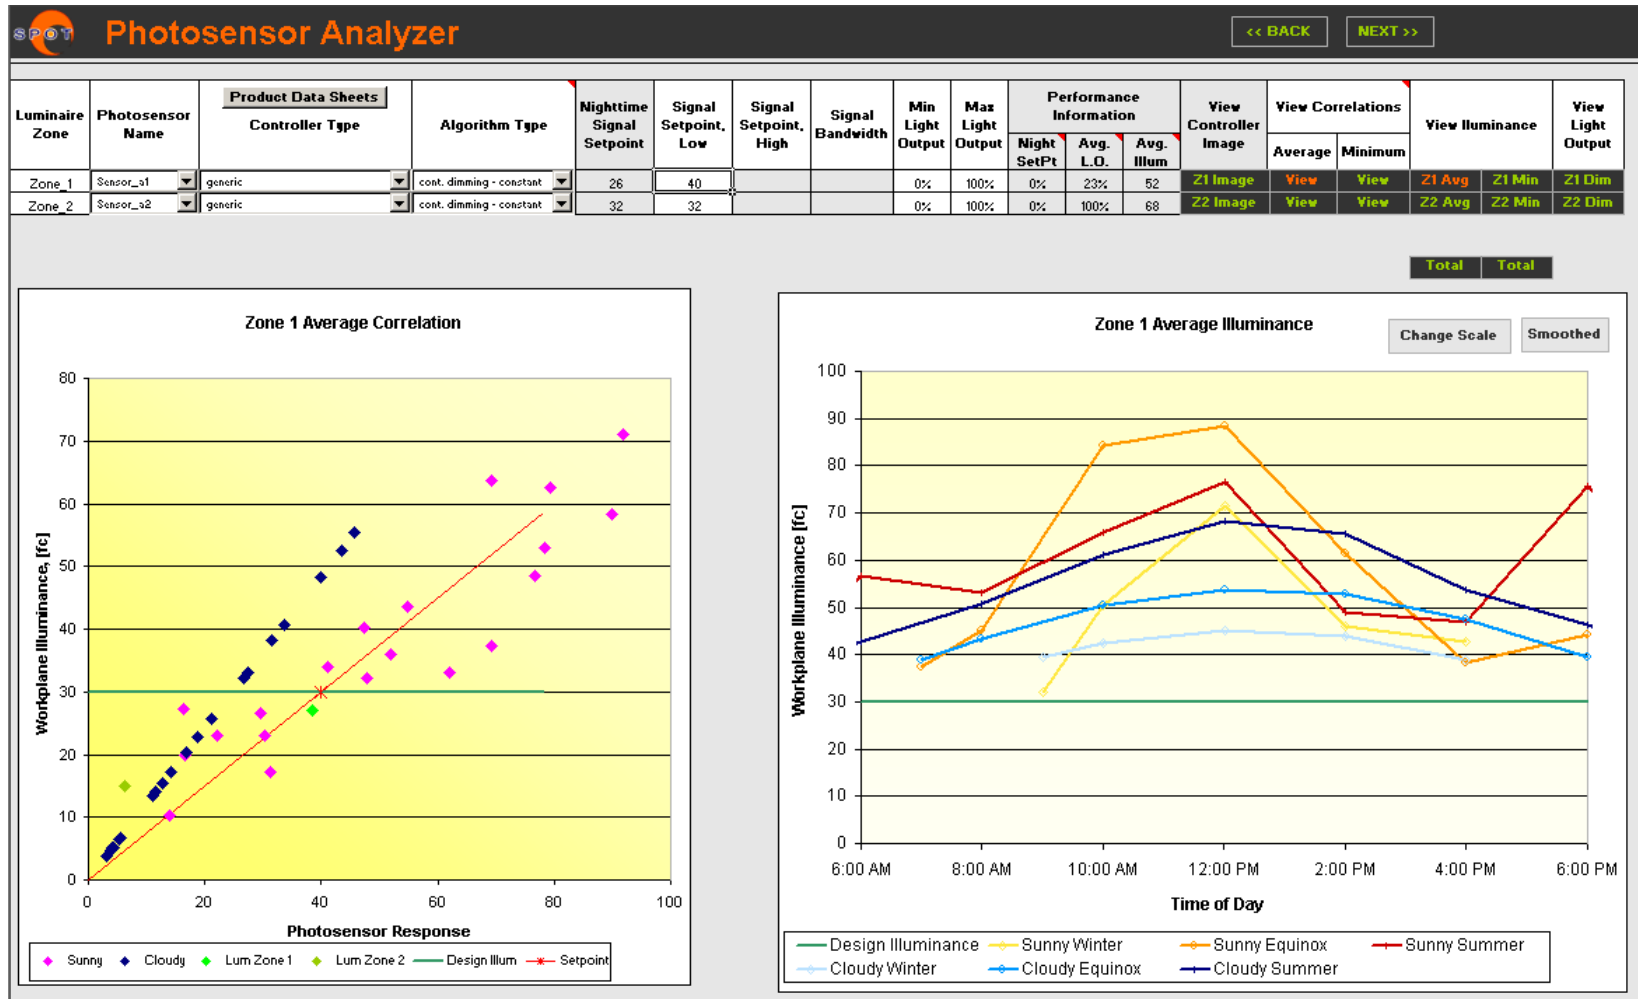 SPOT
Photosensor Analyzer
<< BACK
NEXT >>
Luminaire Zone
Photosensor Name
Product Data Sheets
Controller Type
Algorithm Type
Nighttime Signal Setpoint
Signal Setpoint, Low
Signal Setpoint, High
Signal Bandwidth
Min Light Output
Max Light Output
Performance Information
Night SetPt
Avg. L.O.
Avg. Illum
View Controller Image
View Correlations
Average
Minimum
View Iluminance
View Light Output
Zone_1 Sensor_a1 generic cont. dimming - constant 26 40 0% 100% 0% 23% 52 Z1 Image View View Z1 Avg Z1 Min Z1 Dim
Zone_2 Sensor_a2 generic cont. dimming - constant 32 32 0% 100% 0% 100% 68 Z2 Image View View Z2 Avg Z2 Min Z2 Dim
Total Total
Zone 1 Average Correlation
Workplane Illuminance, [fc]
80
70
60
50
40
30
20
10
0
0 20 40 60 80 100
Photosensor Response
Sunny Cloudy Lum Zone 1 Lum Zone 2 Design Illum Setpoint
Zone 1 Average Illuminance
Change Scale
Smoothed
Workplane Illuminance [fc]
100
90
80
70
60
50
40
30
20
10
0
6:00 AM 8:00 AM 10:00 AM 12:00 PM 2:00 PM 4:00 PM 6:00 PM
Time of Day
Design Illuminance Sunny Winter Sunny Equinox Sunny Summer
Cloudy Winter Cloudy Equinox Cloudy Summer